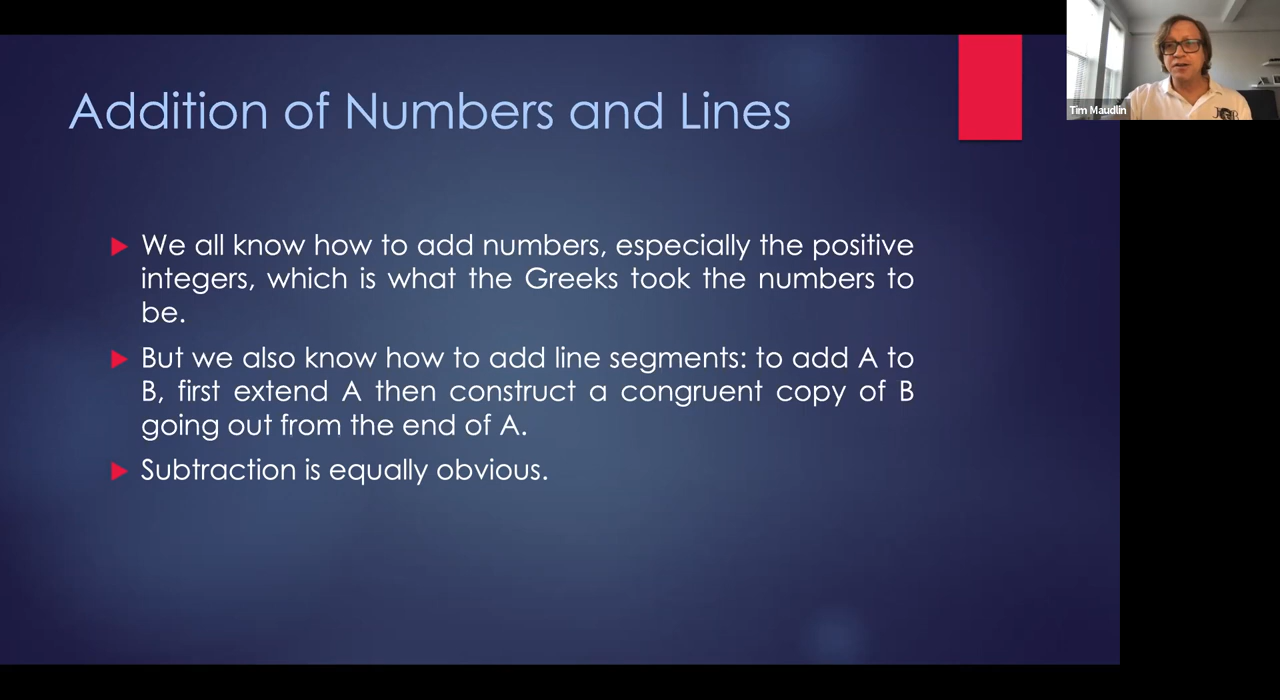 Addition of Numbers and Lines
Tim Maudlin
We all know how to add numbers, especially the positive
integers, which is what the Greeks took the numbers to
be.
But we also know how to add line segments: to add A to
B, first extend A then construct a congruent copy of B
going out from the end of A.
Subtraction is equally obvious.